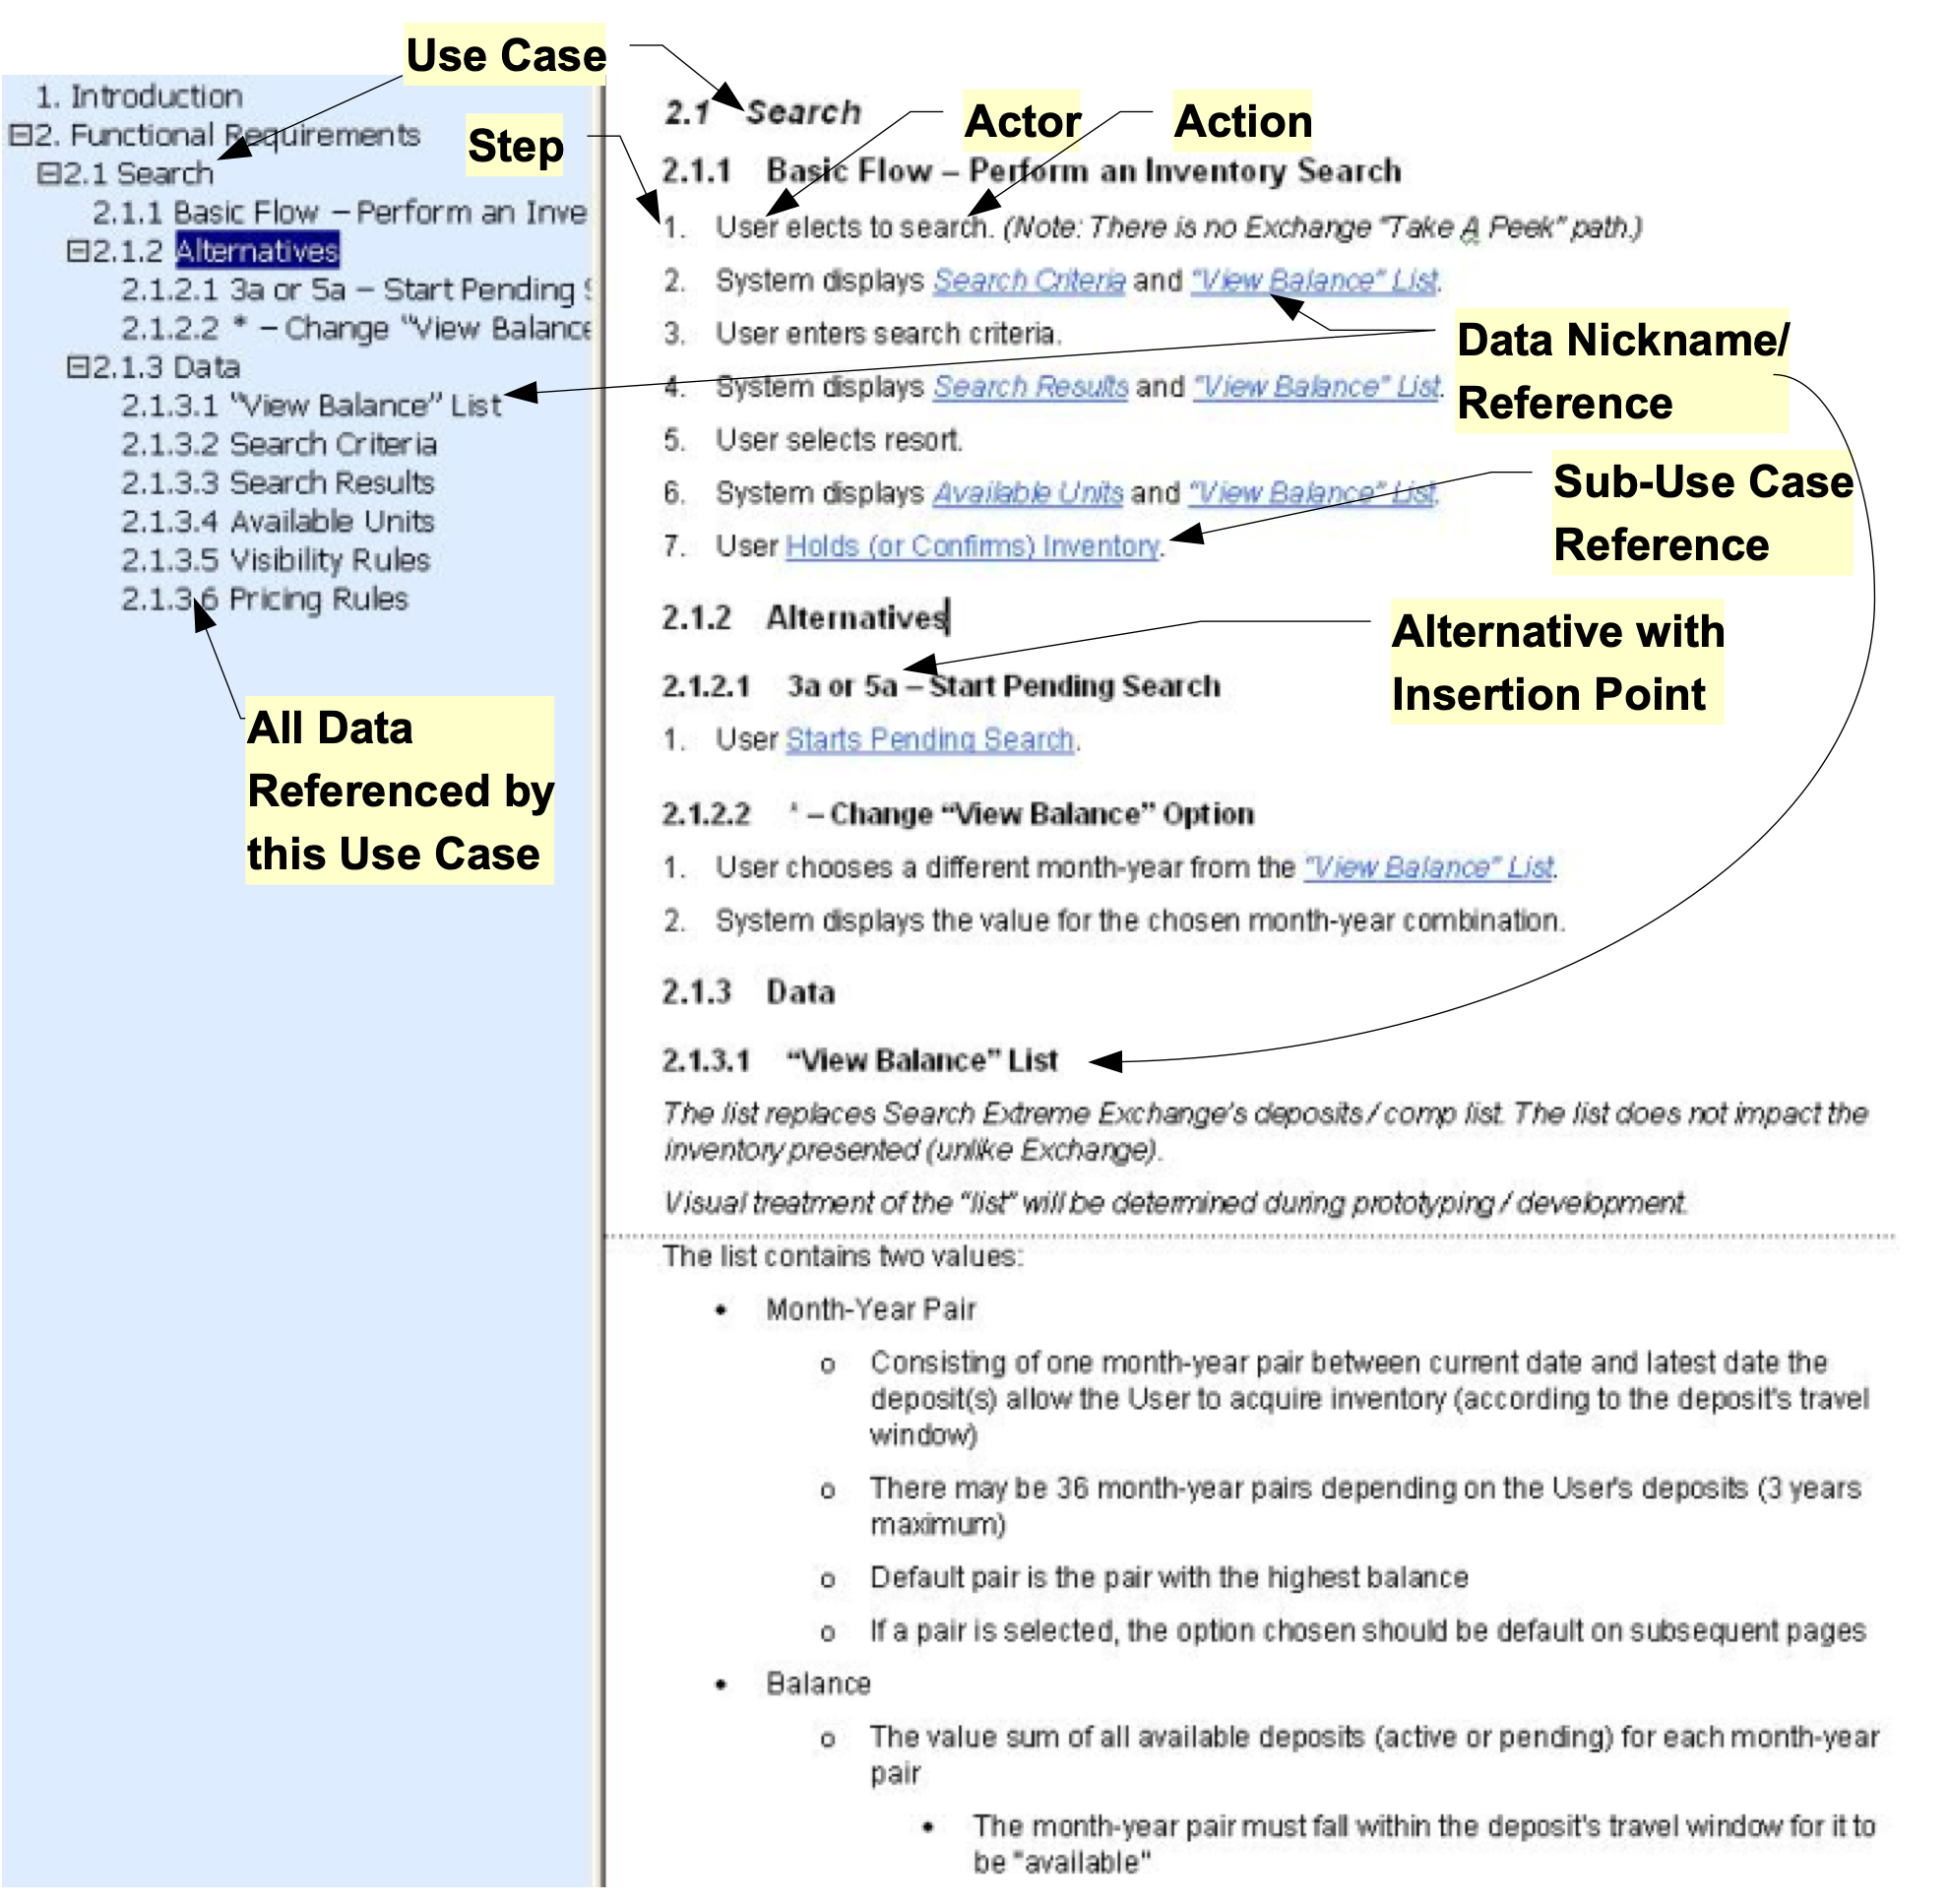 Use Case
Step
Actor
Action
1. Introduction
2. Functional Requirements
2.1 Search
2.1.1 Basic Flow – Perform an Inve
2.1.2 Alternatives
2.1.2.1 3a or 5a – Start Pending S
2.1.2.2 * – Change "View Balance
2.1.3 Data
2.1.3.1 "View Balance" List
2.1.3.2 Search Criteria
2.1.3.3 Search Results
2.1.3.4 Available Units
2.1.3.5 Visibility Rules
2.1.3.6 Pricing Rules
All Data
Referenced by
this Use Case
2.1 Search
2.1.1 Basic Flow – Perform an Inventory Search
1. User elects to search. (Note: There is no Exchange "Take A Peek" path.)
2. System displays Search Criteria and "View Balance" List.
3. User enters search criteria.
4. System displays Search Results and "View Balance" List.
5. User selects resort.
6. System displays Available Units and "View Balance" List.
7. User Holds (or Confirms) Inventory.
Data Nickname/
Reference
Sub-Use Case
Reference
2.1.2 Alternatives
Alternative with
Insertion Point
2.1.2.1 3a or 5a – Start Pending Search
1. User Starts Pending Search.
2.1.2.2 * – Change “View Balance” Option
1. User chooses a different month-year from the "View Balance" List.
2. System displays the value for the chosen month-year combination.
2.1.3 Data
2.1.3.1 “View Balance” List
The list replaces Search Extreme Exchange's deposits / comp list. The list does not impact the
inventory presented (unlike Exchange).
Visual treatment of the "list" will be determined during prototyping / development.
The list contains two values:
• Month-Year Pair
o Consisting of one month-year pair between current date and latest date the
deposit(s) allow the User to acquire inventory (according to the deposit's travel
window)
o There may be 36 month-year pairs depending on the User's deposits (3 years
maximum)
o Default pair is the pair with the highest balance
o If a pair is selected, the option chosen should be default on subsequent pages
• Balance
o The value sum of all available deposits (active or pending) for each month-year
pair
• The month-year pair must fall within the deposit's travel window for it to
be "available"